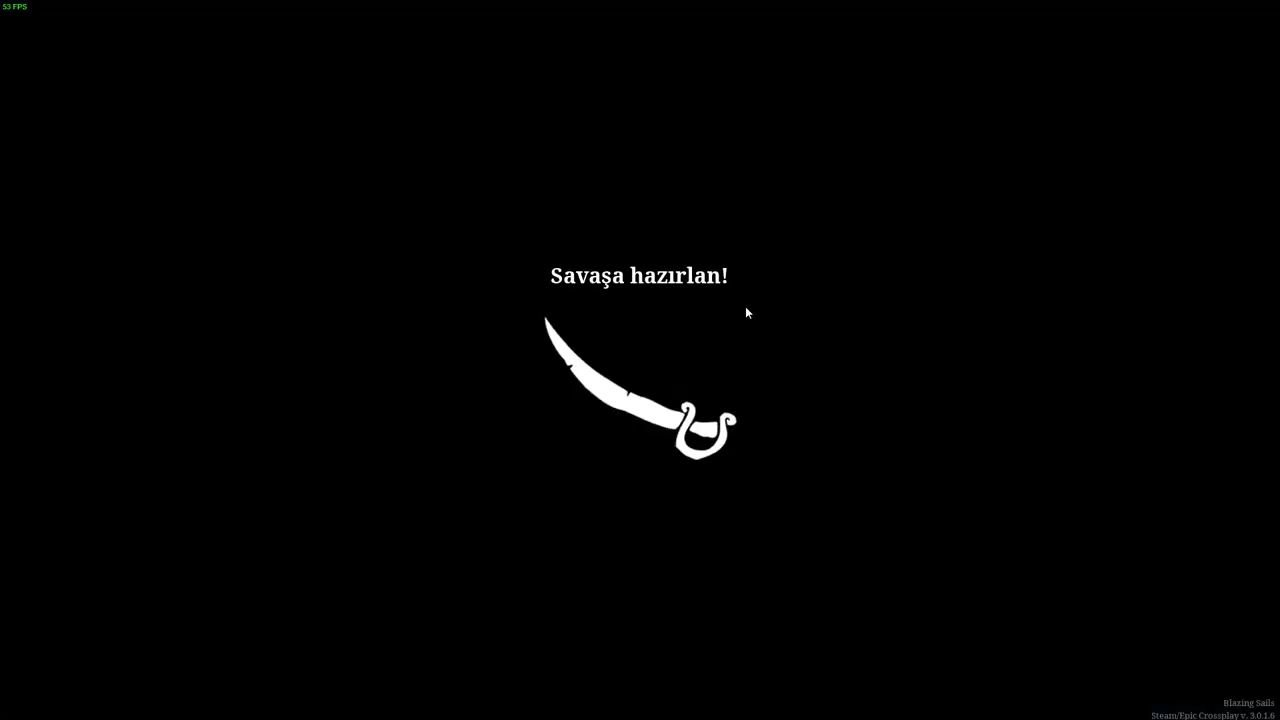 53 FPS
Savaşa hazırlan!
Blazing Sails
Steam/Epic Crossplay v. 3.0.1.6